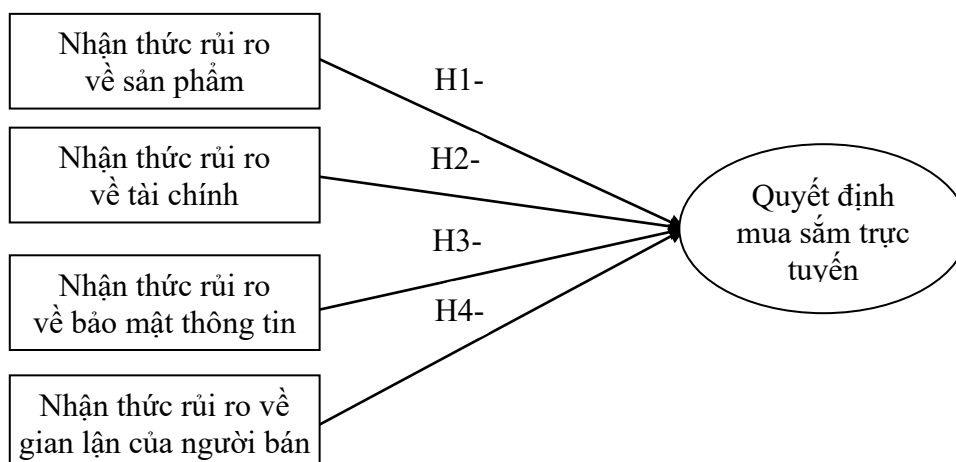 Nhận thức rủi ro
về sản phẩm
H1-
Nhận thức rủi ro
về tài chính
H2-
Nhận thức rủi ro
về bảo mật thông tin
H3-
Nhận thức rủi ro về
gian lận của người bán
H4-
Quyết định
mua sắm trực
tuyến